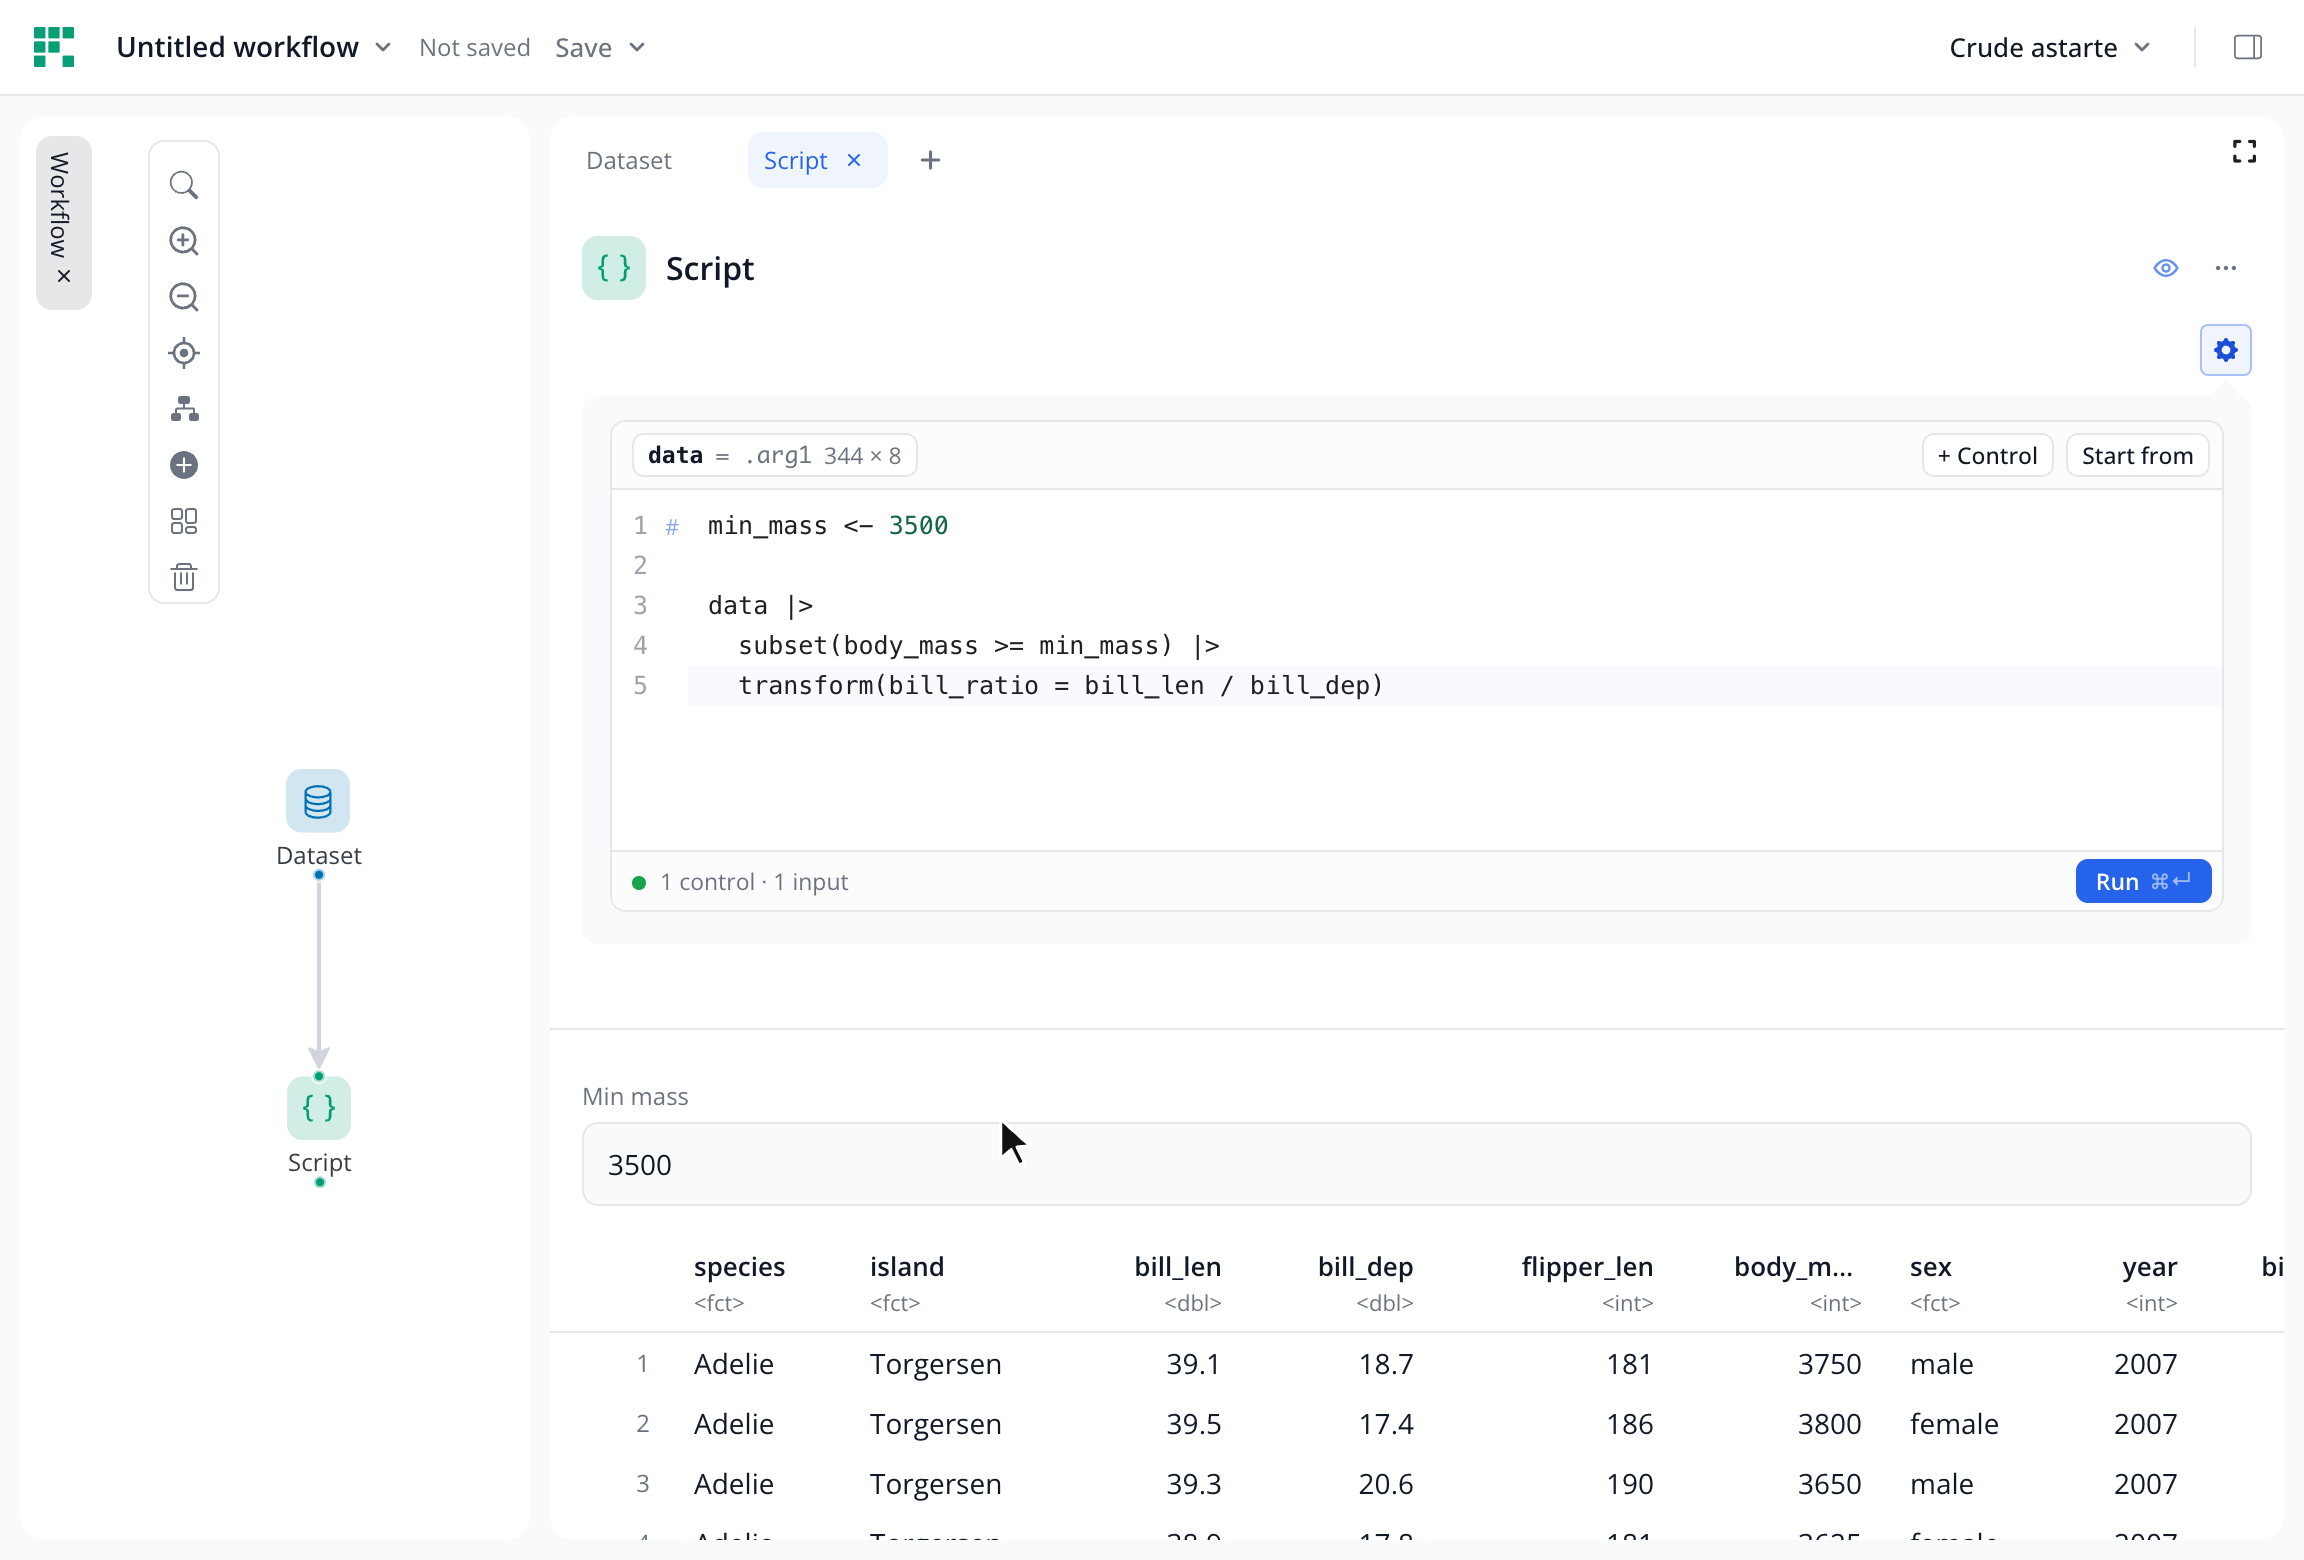 Untitled workflow Not saved Save Crude astarte
Workflow ×
Dataset Script × +
{ } Script
data = .arg1 344 × 8 + Control Start from
1 # min_mass <- 3500
2
3 data |>
4 subset(body_mass >= min_mass) |>
5 transform(bill_ratio = bill_len / bill_dep)
1 control · 1 input Run ⌘↵
Dataset
{ }
Script
Min mass
3500
species island bill_len bill_dep flipper_len body_m... sex year bi
<fct> <fct> <dbl> <dbl> <int> <int> <fct> <int>
1 Adelie Torgersen 39.1 18.7 181 3750 male 2007
2 Adelie Torgersen 39.5 17.4 186 3800 female 2007
3 Adelie Torgersen 39.3 20.6 190 3650 male 2007